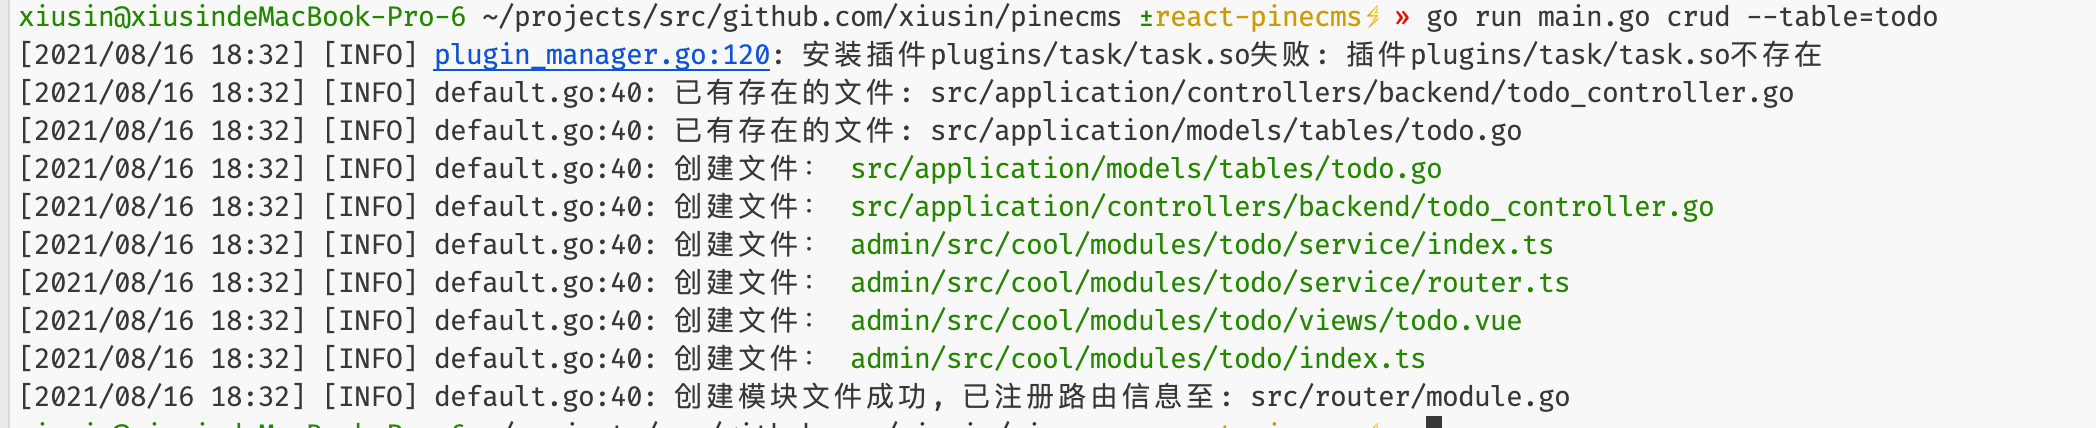 xiusin@xiusindeMacBook-Pro-6 ~/projects/src/github.com/xiusin/pinecms ±react-pinecms⚡ » go run main.go crud --table=todo
[2021/08/16 18:32] [INFO] plugin_manager.go:120: 安装插件plugins/task/task.so失败: 插件plugins/task/task.so不存在
[2021/08/16 18:32] [INFO] default.go:40: 已有存在的文件: src/application/controllers/backend/todo_controller.go
[2021/08/16 18:32] [INFO] default.go:40: 已有存在的文件: src/application/models/tables/todo.go
[2021/08/16 18:32] [INFO] default.go:40: 创建文件: src/application/models/tables/todo.go
[2021/08/16 18:32] [INFO] default.go:40: 创建文件: src/application/controllers/backend/todo_controller.go
[2021/08/16 18:32] [INFO] default.go:40: 创建文件: admin/src/cool/modules/todo/service/index.ts
[2021/08/16 18:32] [INFO] default.go:40: 创建文件: admin/src/cool/modules/todo/service/router.ts
[2021/08/16 18:32] [INFO] default.go:40: 创建文件: admin/src/cool/modules/todo/views/todo.vue
[2021/08/16 18:32] [INFO] default.go:40: 创建文件: admin/src/cool/modules/todo/index.ts
[2021/08/16 18:32] [INFO] default.go:40: 创建模块文件成功, 已注册路由信息至: src/router/module.go